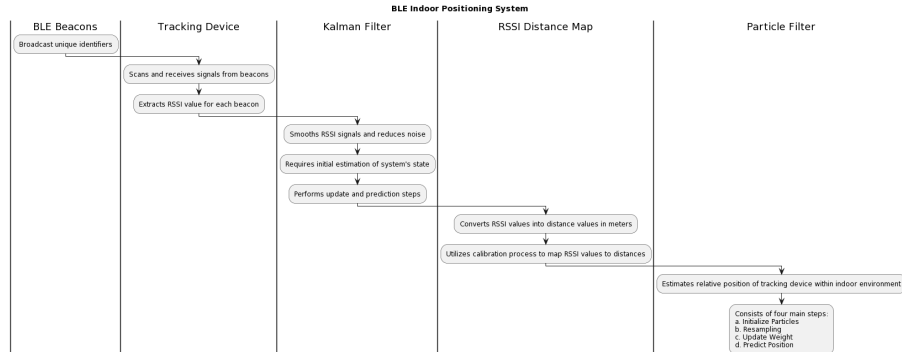 BLE Indoor Positioning System
BLE Beacons
Tracking Device
Kalman Filter
RSSI Distance Map
Particle Filter
Broadcast unique identifiers
Scans and receives signals from beacons
Extracts RSSI value for each beacon
Smooths RSSI signals and reduces noise
Requires initial estimation of system's state
Performs update and prediction steps
Converts RSSI values into distance values in meters
Utilizes calibration process to map RSSI values to distances
Estimates relative position of tracking device within indoor environment
Consists of four main steps:
a. Initialize Particles
b. Resampling
c. Update Weight
d. Predict Position